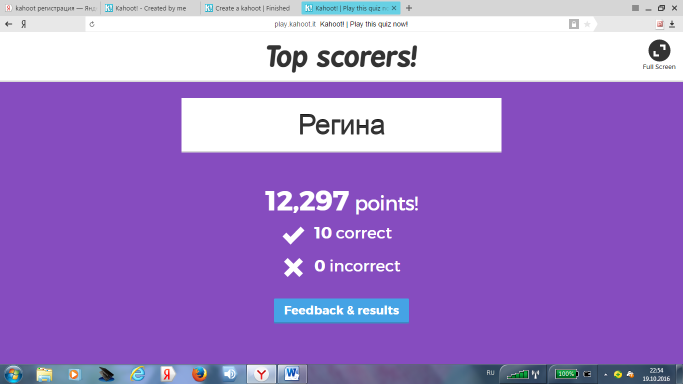 kahoot регистрация — Янд
Kahoot! - Created by me
Create a kahoot | Finished
Kahoot! | Play this quiz now!
play.kahoot.it Kahoot! | Play this quiz now!
Top scorers!
Full Screen
Регина
12,297 points!
10 correct
0 incorrect
Feedback & results
RU
100%
22:54
19.10.2016